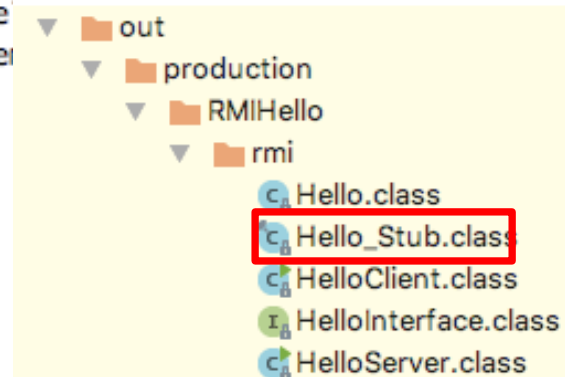 e
out
e
production
RMIHello
rmi
C Hello.class
C Hello_Stub.class
C HelloClient.class
I HelloInterface.class
C HelloServer.class